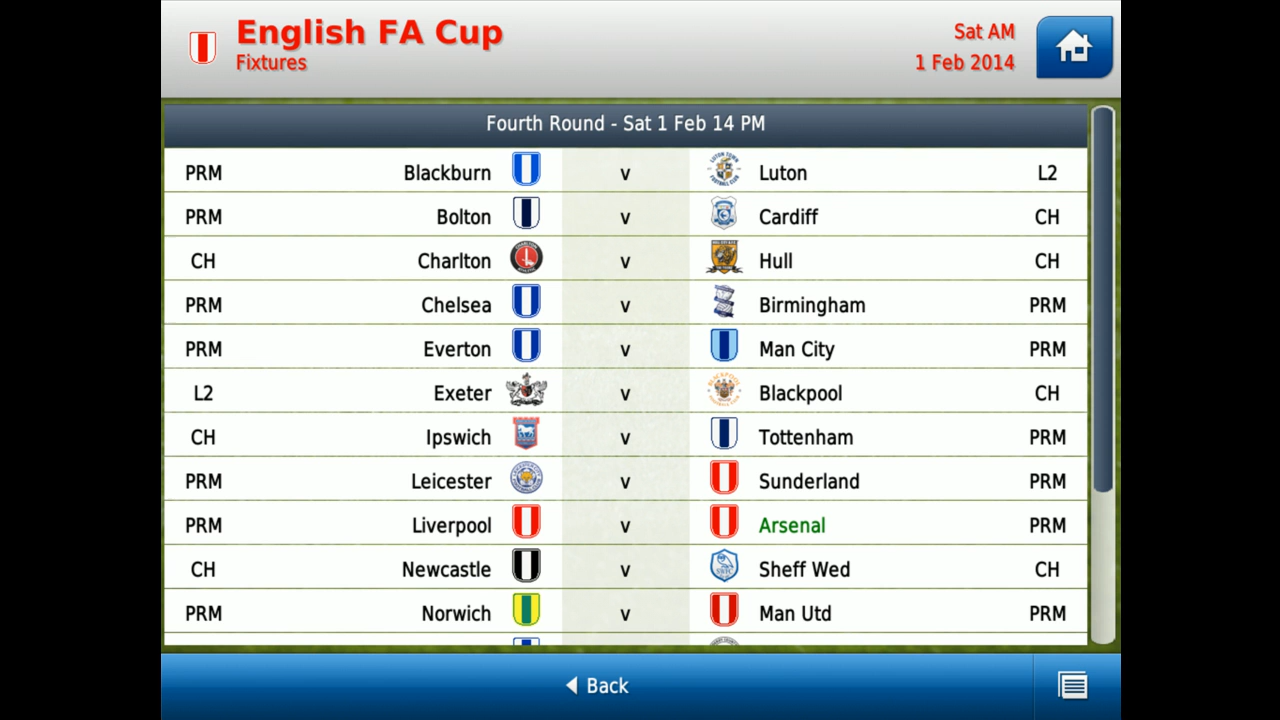 English FA Cup
Fixtures
Sat AM
1 Feb 2014
Fourth Round - Sat 1 Feb 14 PM
PRM Blackburn v Luton L2
PRM Bolton v Cardiff CH
CH Charlton v Hull CH
PRM Chelsea v Birmingham PRM
PRM Everton v Man City PRM
L2 Exeter v Blackpool CH
CH Ipswich v Tottenham PRM
PRM Leicester v Sunderland PRM
PRM Liverpool v Arsenal PRM
CH Newcastle v Sheff Wed CH
PRM Norwich v Man Utd PRM
Back